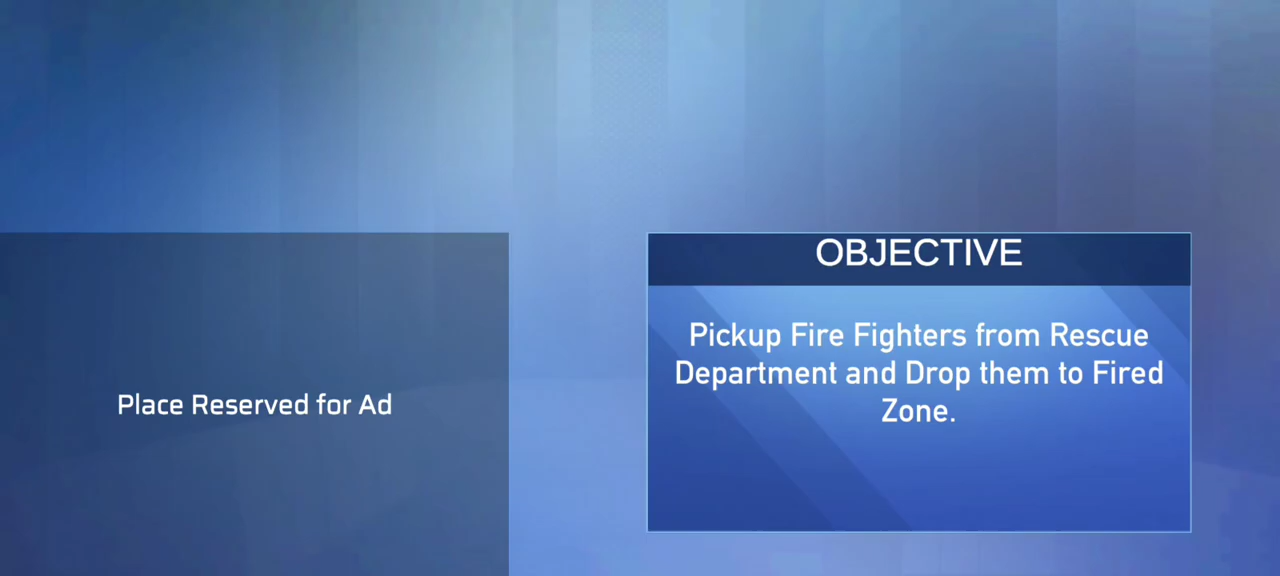 OBJECTIVE
Pickup Fire Fighters from Rescue
Department and Drop them to Fired
Zone.
Place Reserved for Ad